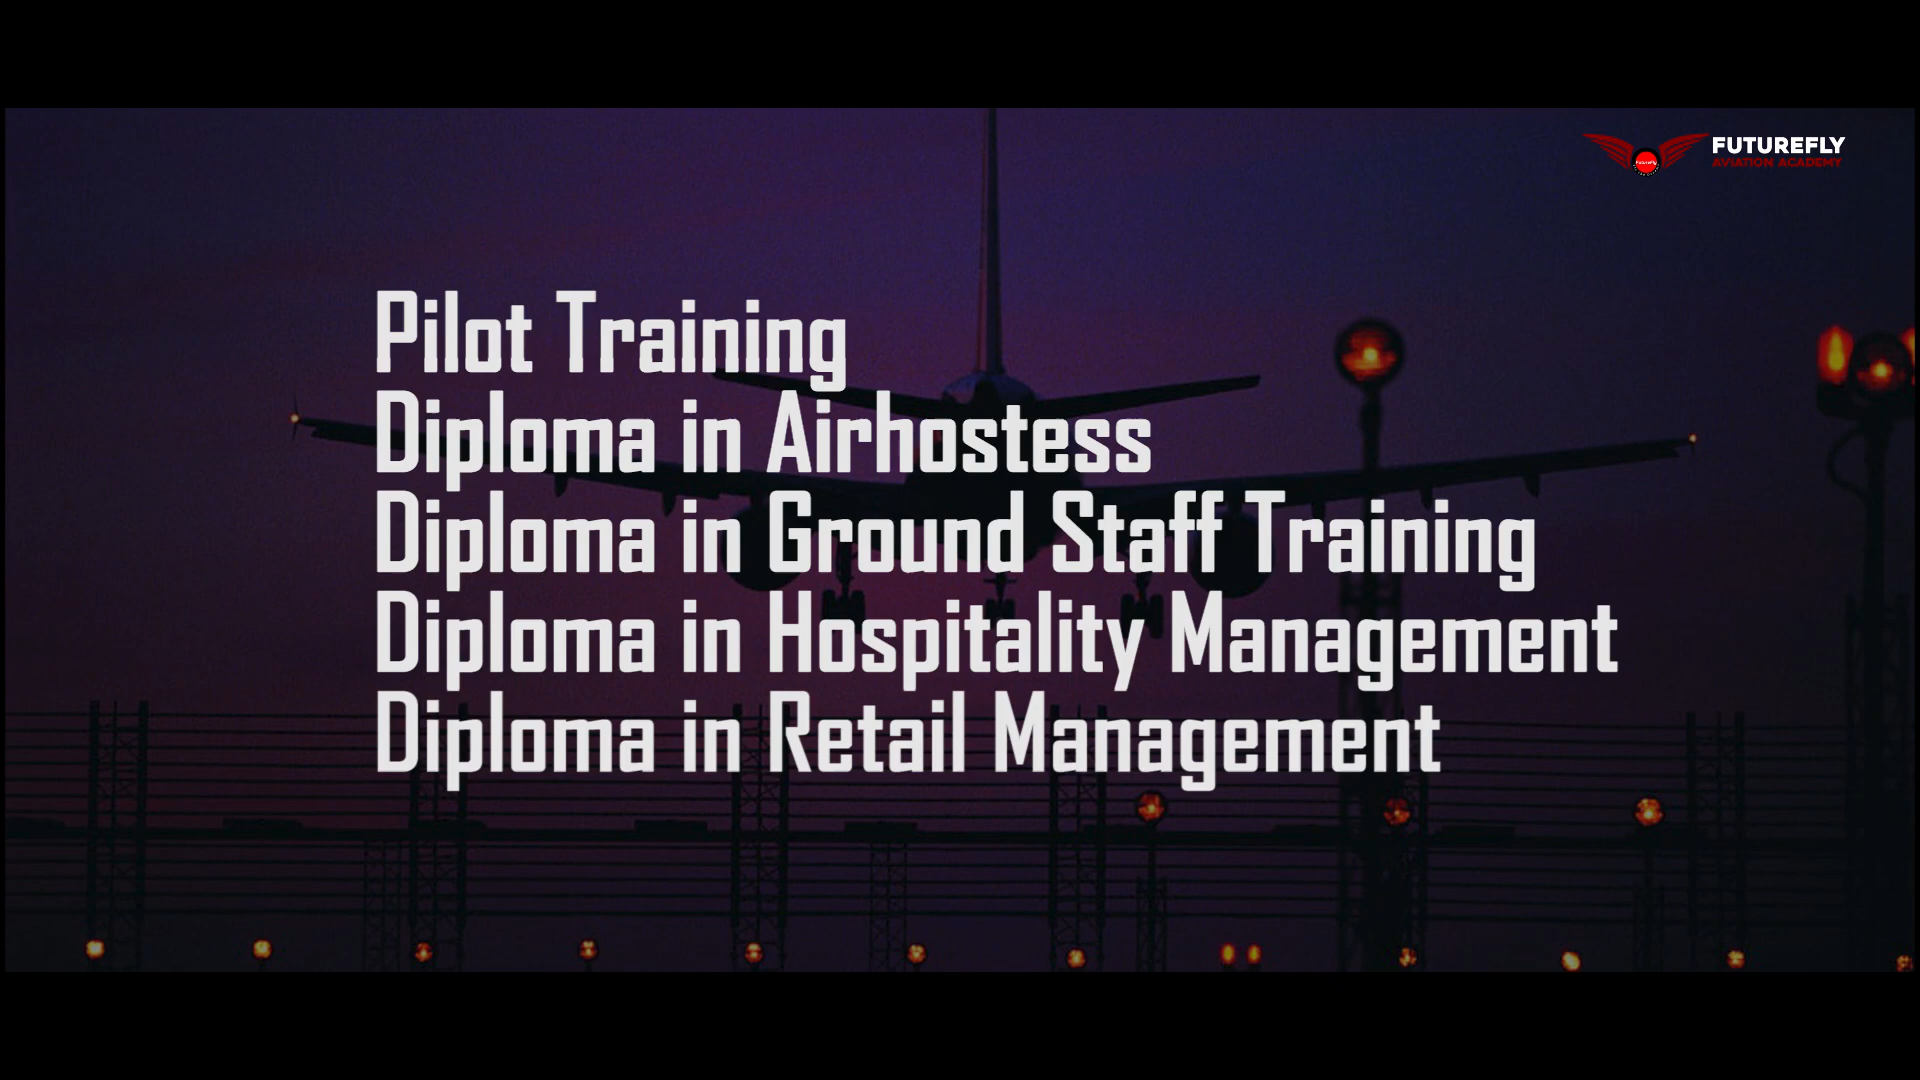 FUTUREFLY
AVIATION ACADEMY
Pilot Training
Diploma in Airhostess
Diploma in Ground Staff Training
Diploma in Hospitality Management
Diploma in Retail Management